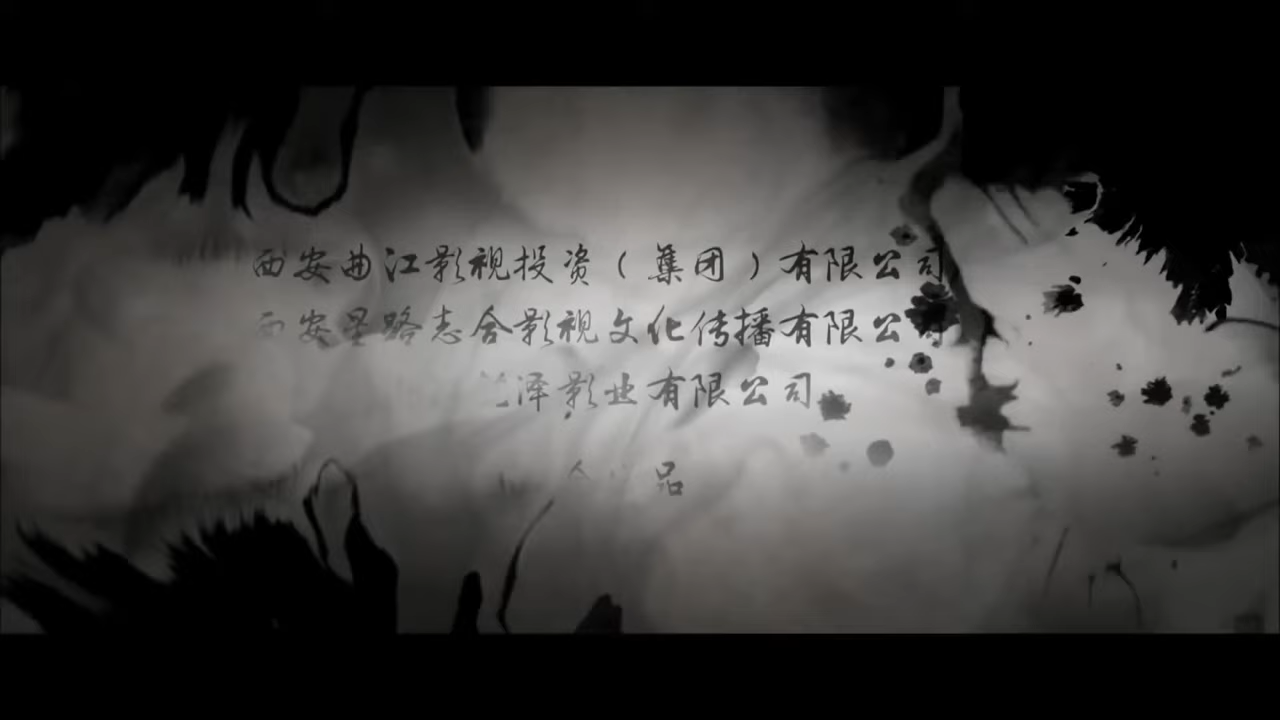 西安曲江影视投资（集团）有限公司
西安星路志合影视文化传播有限公司
泽影业有限公司
品